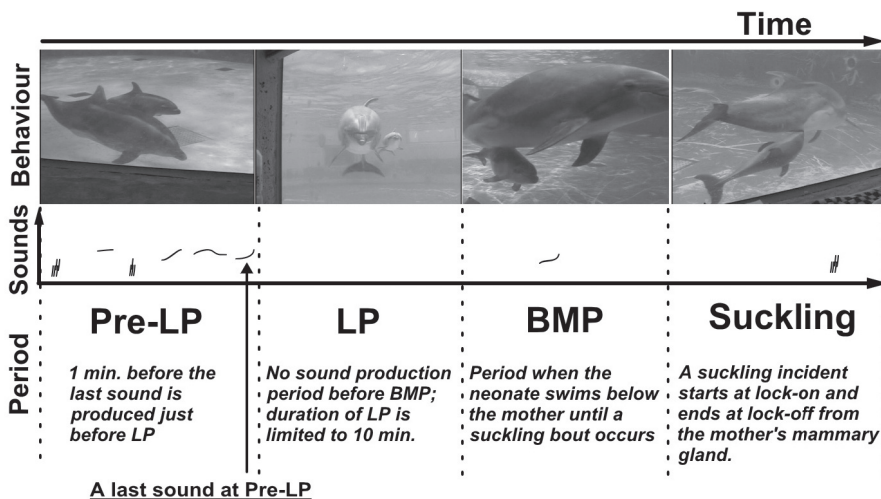 Time
Behaviour
Sounds
Period
Pre-LP
LP
BMP
Suckling
1 min. before the
last sound is
produced just
before LP
No sound production
period before BMP;
duration of LP is
limited to 10 min.
Period when the
neonate swims below
the mother until a
suckling bout occurs
A suckling incident
starts at lock-on and
ends at lock-off from
the mother's mammary
gland.
A last sound at Pre-LP